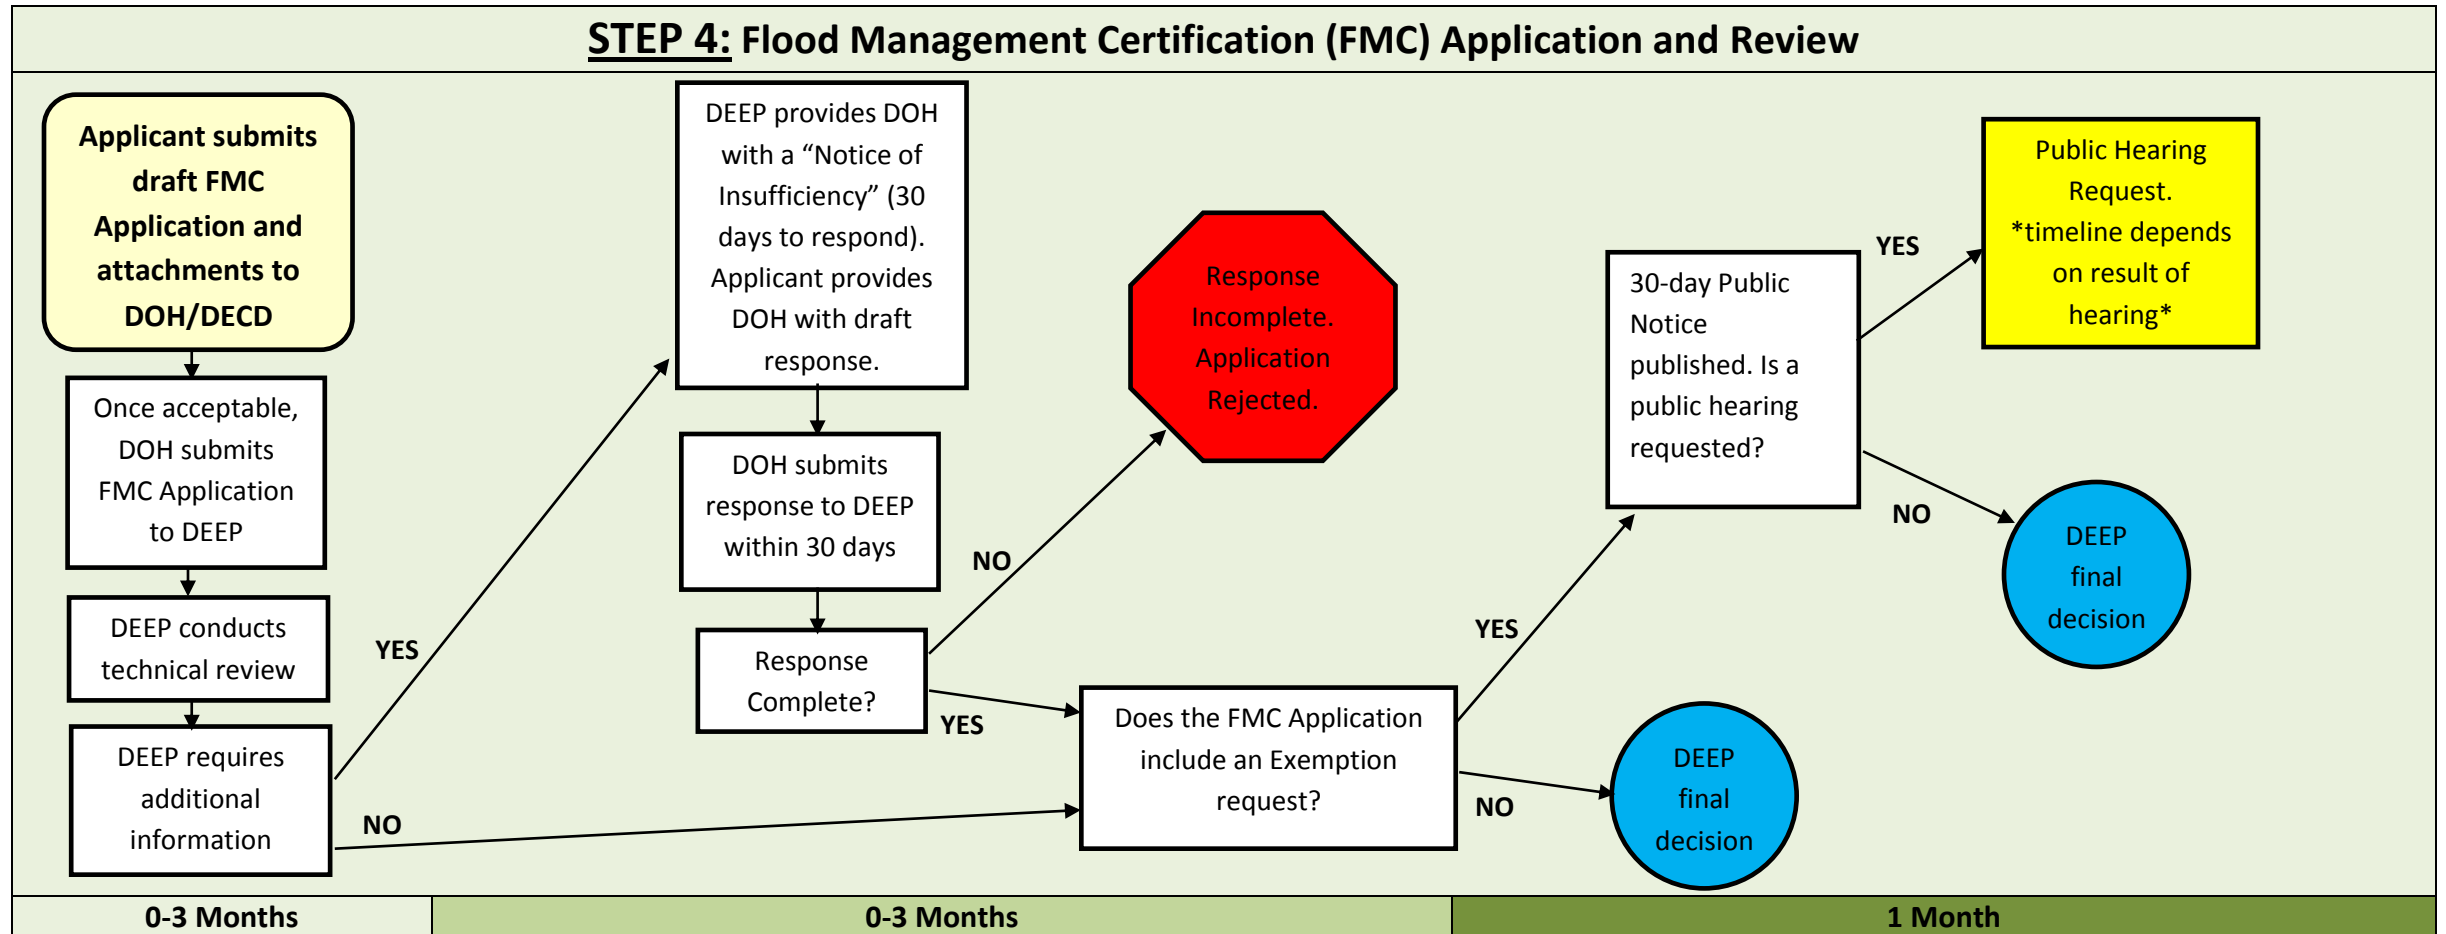 STEP 4: Flood Management Certification (FMC) Application and Review
Applicant submits
draft FMC
Application and
attachments to
DOH/DECD
Once acceptable,
DOH submits
FMC Application
to DEEP
DEEP conducts
technical review
DEEP requires
additional
information
YES
NO
DEEP provides DOH
with a “Notice of
Insufficiency” (30
days to respond).
Applicant provides
DOH with draft
response.
DOH submits
response to DEEP
within 30 days
Response
Complete?
NO
YES
Response
Incomplete.
Application
Rejected.
Does the FMC Application
include an Exemption
request?
YES
NO
DEEP
final
decision
30-day Public
Notice
published. Is a
public hearing
requested?
YES
NO
Public Hearing
Request.
*timeline depends
on result of
hearing*
DEEP
final
decision
0-3 Months
0-3 Months
1 Month